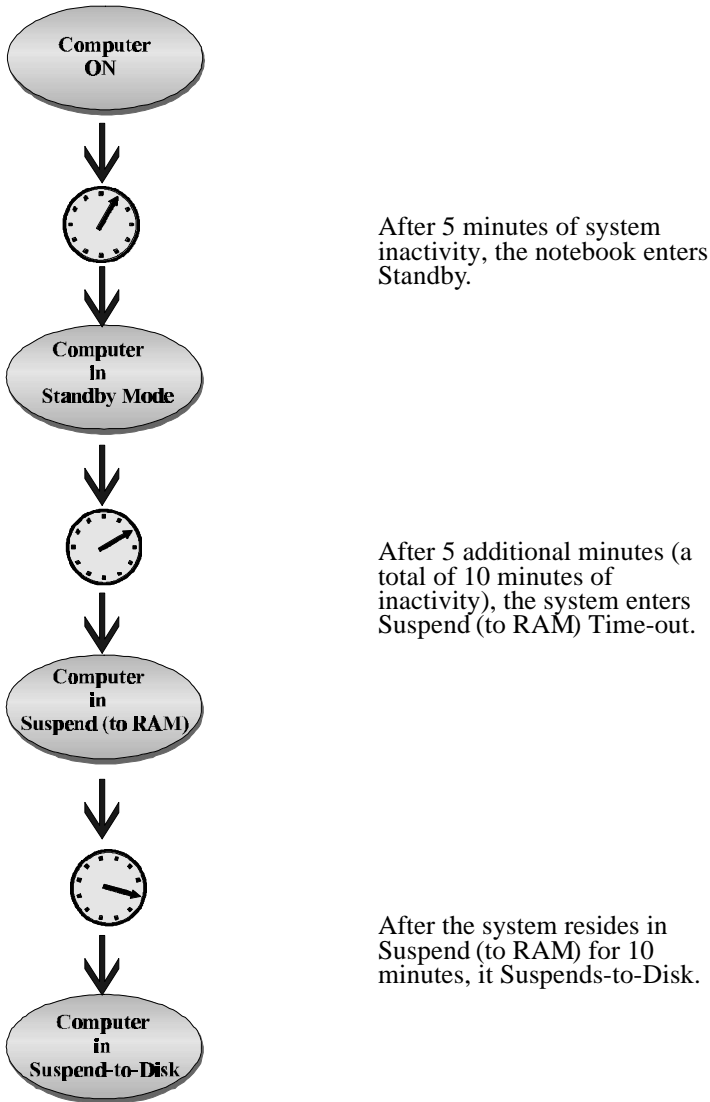 Computer
ON
After 5 minutes of system
inactivity, the notebook enters
Standby.
Computer
in
Standby Mode
After 5 additional minutes (a
total of 10 minutes of
inactivity), the system enters
Suspend (to RAM) Time-out.
Computer
in
Suspend (to RAM)
After the system resides in
Suspend (to RAM) for 10
minutes, it Suspends-to-Disk.
Computer
in
Suspend-to-Disk